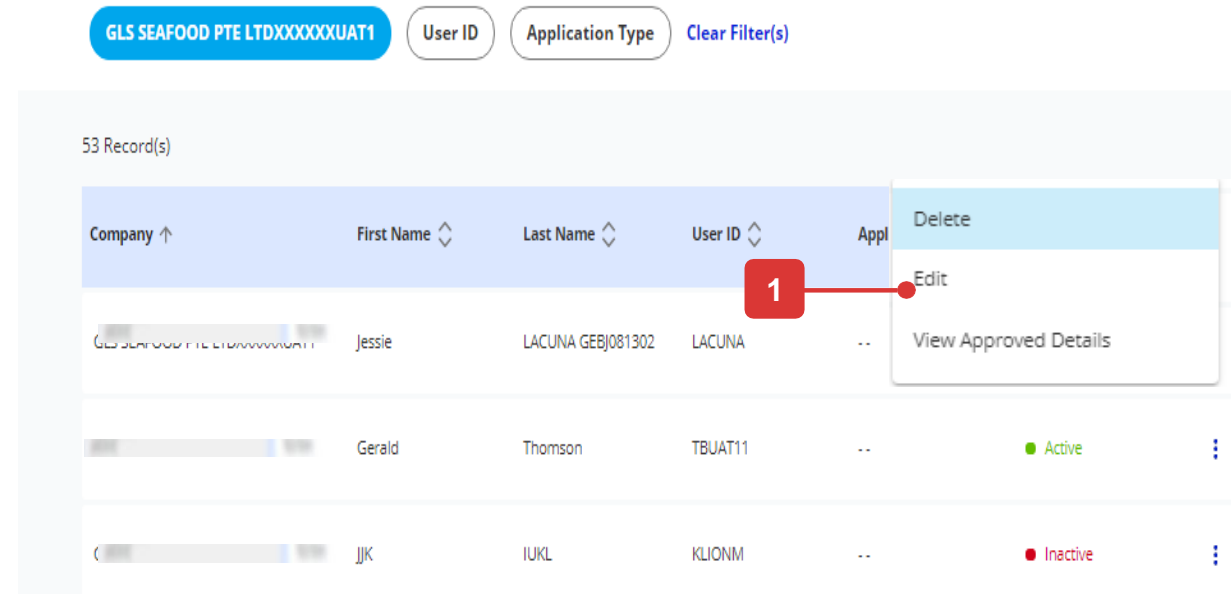 GLS SEAFOOD PTE LTDXXXXXXUAT1 User ID Application Type Clear Filter(s)
53 Record(s)
Company First Name Last Name User ID Appl
Delete
Edit
View Approved Details
1
Jessie LACUNA GEBJ081302 LACUNA --
Gerald Thomson TBUAT11 -- Active
JJK IUKL KLIONM -- Inactive